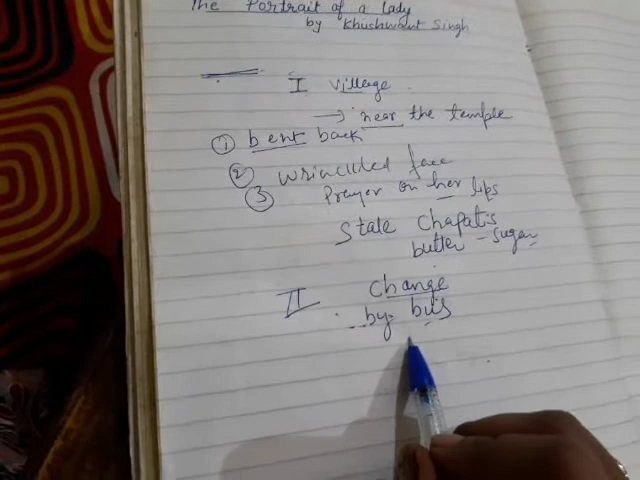 The Portrait of a lady
by Khushwant Singh
I village
→ near the temple
① bent back
② wrinckled face
③ Prayer on her lips
Stale Chapatis
butter - sugar
II Change
by bus